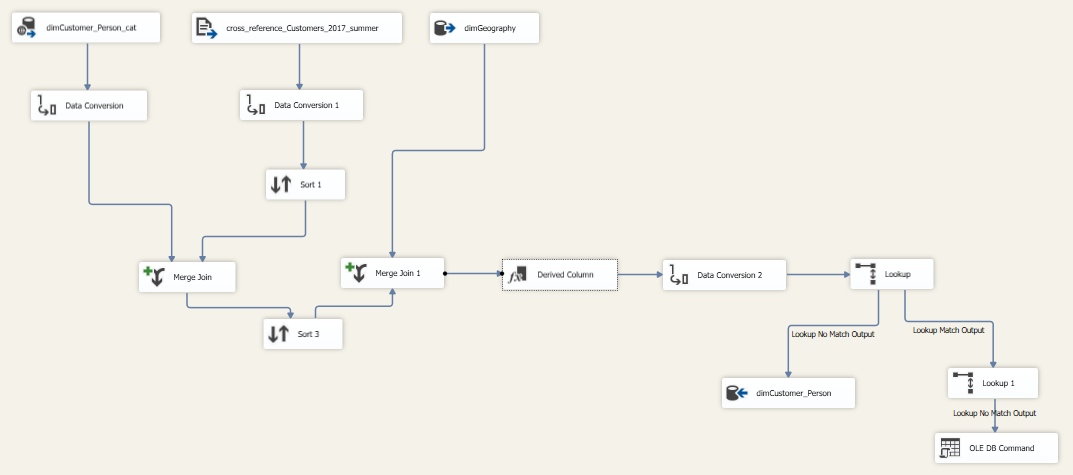 dimCustomer_Person_cat
cross_reference_Customers_2017_summer
dimGeography
Data Conversion
Data Conversion 1
Sort 1
Merge Join
Merge Join 1
Derived Column
Data Conversion 2
Lookup
Sort 3
Lookup No Match Output
Lookup Match Output
dimCustomer_Person
Lookup 1
Lookup No Match Output
OLE DB Command